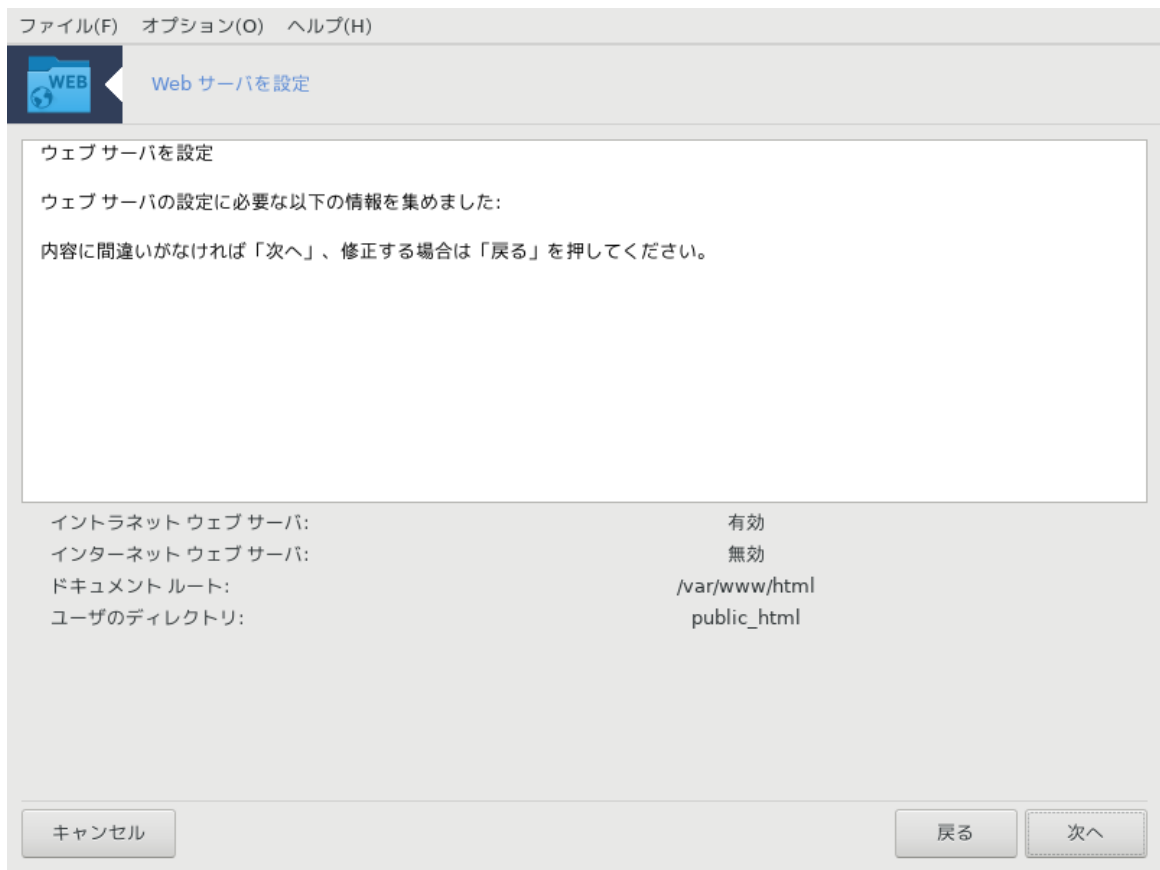 ファイル(F) オプション(O) ヘルプ(H)
WEB
Web サーバを設定
ウェブ サーバを設定
ウェブ サーバの設定に必要な以下の情報を集めました:
内容に間違いがなければ「次へ」、修正する場合は「戻る」を押してください。
イントラネット ウェブ サーバ: 有効
インターネット ウェブ サーバ: 無効
ドキュメント ルート: /var/www/html
ユーザのディレクトリ: public_html
キャンセル 戻る 次へ